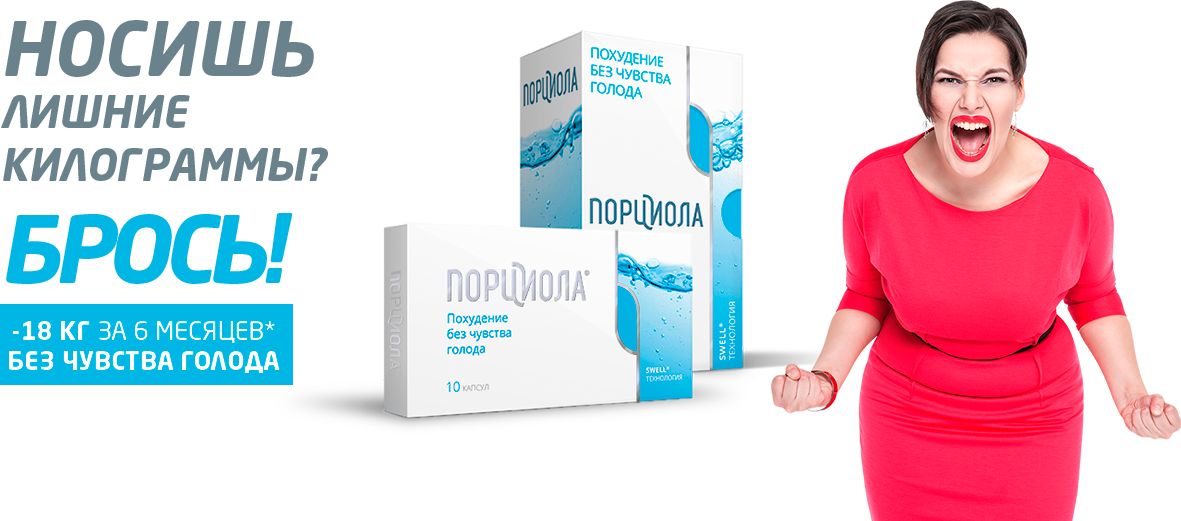 НОСИШЬ
ЛИШНИЕ
КИЛОГРАММЫ?
БРОСЬ!
-18 КГ ЗА 6 МЕСЯЦЕВ*
БЕЗ ЧУВСТВА ГОЛОДА
ПОРЦИОЛА
ПОХУДЕНИЕ
БЕЗ ЧУВСТВА
ГОЛОДА
ПОРЦИОЛА
SWELL®
ТЕХНОЛОГИЯ
ПОРЦИОЛА
ПОРЦИОЛА®
Похудение
без чувства
голода
10 КАПСУЛ
SWELL®
ТЕХНОЛОГИЯ